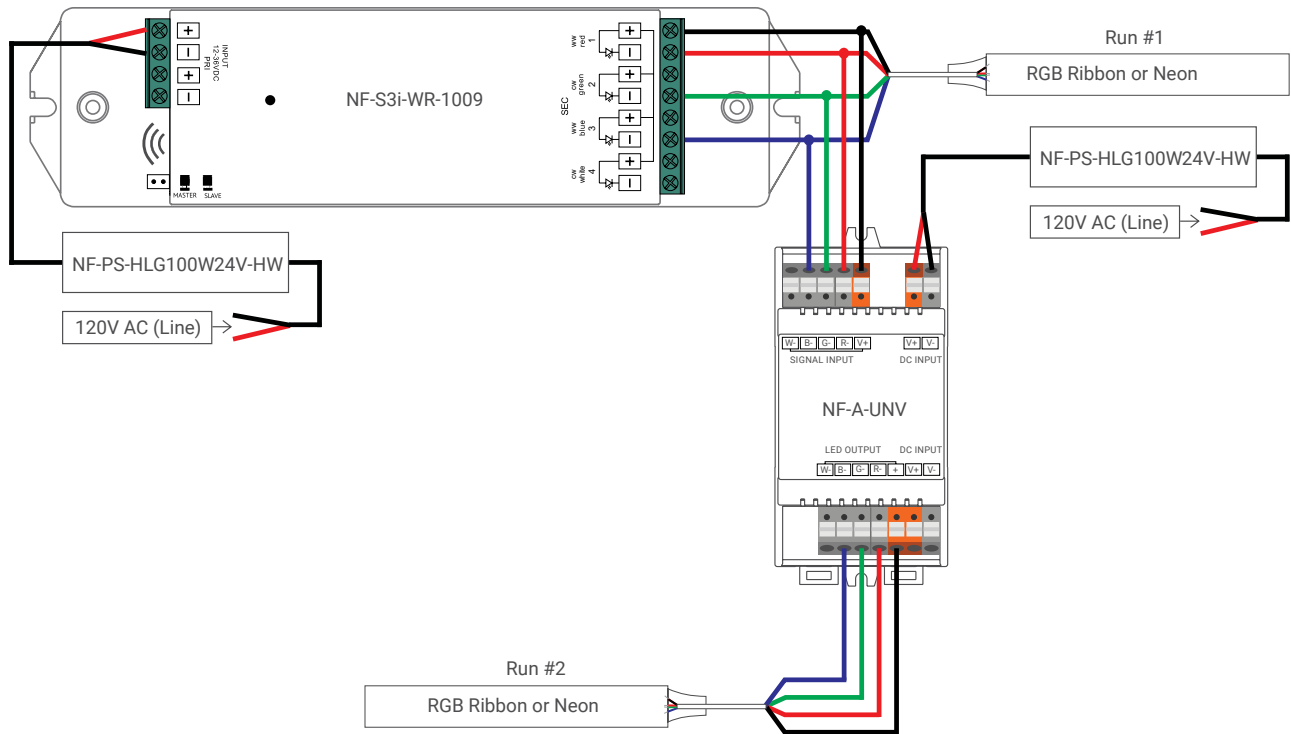 INPUT
12-36VDC
PRI
+
−
+
−
NF-S3i-WR-1009
MASTER
SLAVE
SEC
ww
red
1
+
−
cw
green
2
+
−
ww
blue
3
+
−
cw
white
4
+
−
Run #1
RGB Ribbon or Neon
NF-PS-HLG100W24V-HW
120V AC (Line)
NF-PS-HLG100W24V-HW
120V AC (Line)
W- B- G- R- V+ V+ V-
SIGNAL INPUT DC INPUT
NF-A-UNV
LED OUTPUT DC INPUT
W- B- G- R- + V+ V-
Run #2
RGB Ribbon or Neon